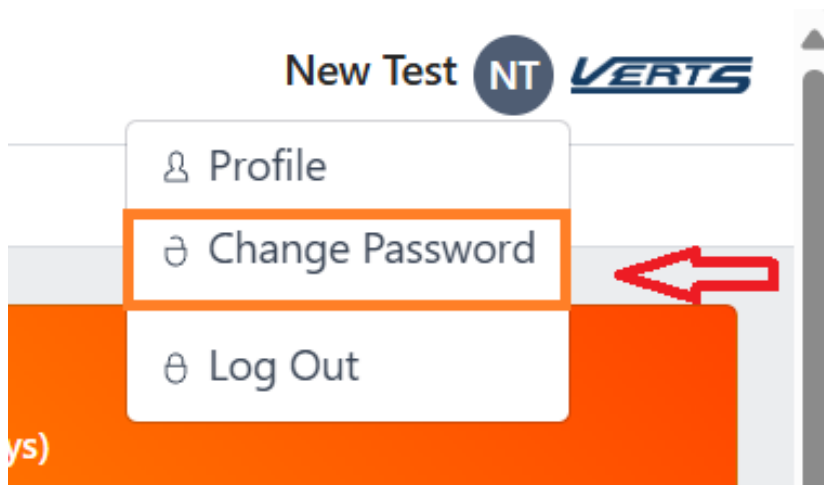 New Test NT VERTS
Profile
Change Password
Log Out
ys)